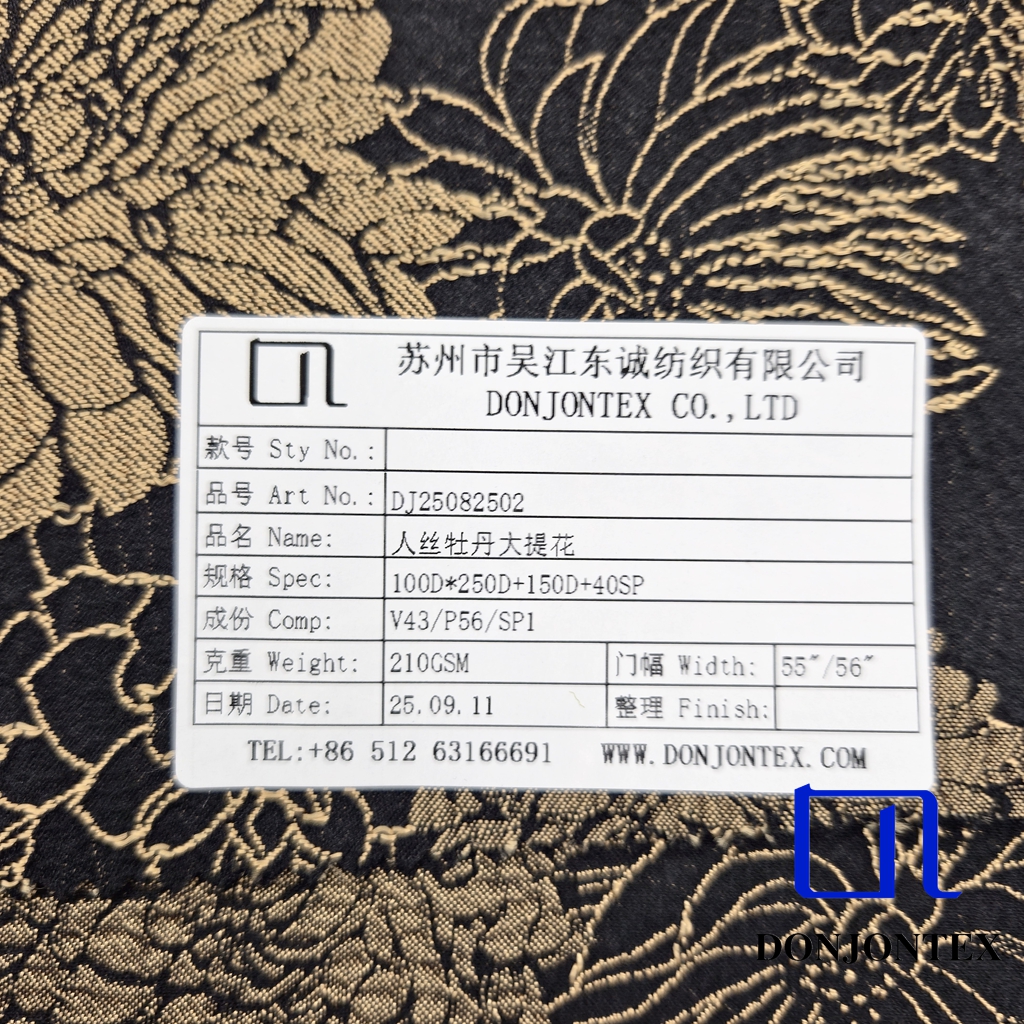 苏州市吴江东诚纺织有限公司
DONJONTEX CO.,LTD
款号 Sty No.:
品号 Art No.: DJ25082502
品名 Name: 人丝牡丹大提花
规格 Spec: 100D*250D+150D+40SP
成份 Comp: V43/P56/SP1
克重 Weight: 210GSM 门幅 Width: 55"/56"
日期 Date: 25.09.11 整理 Finish:
TEL:+86 512 63166691 WWW.DONJONTEX.COM
DONJONTEX